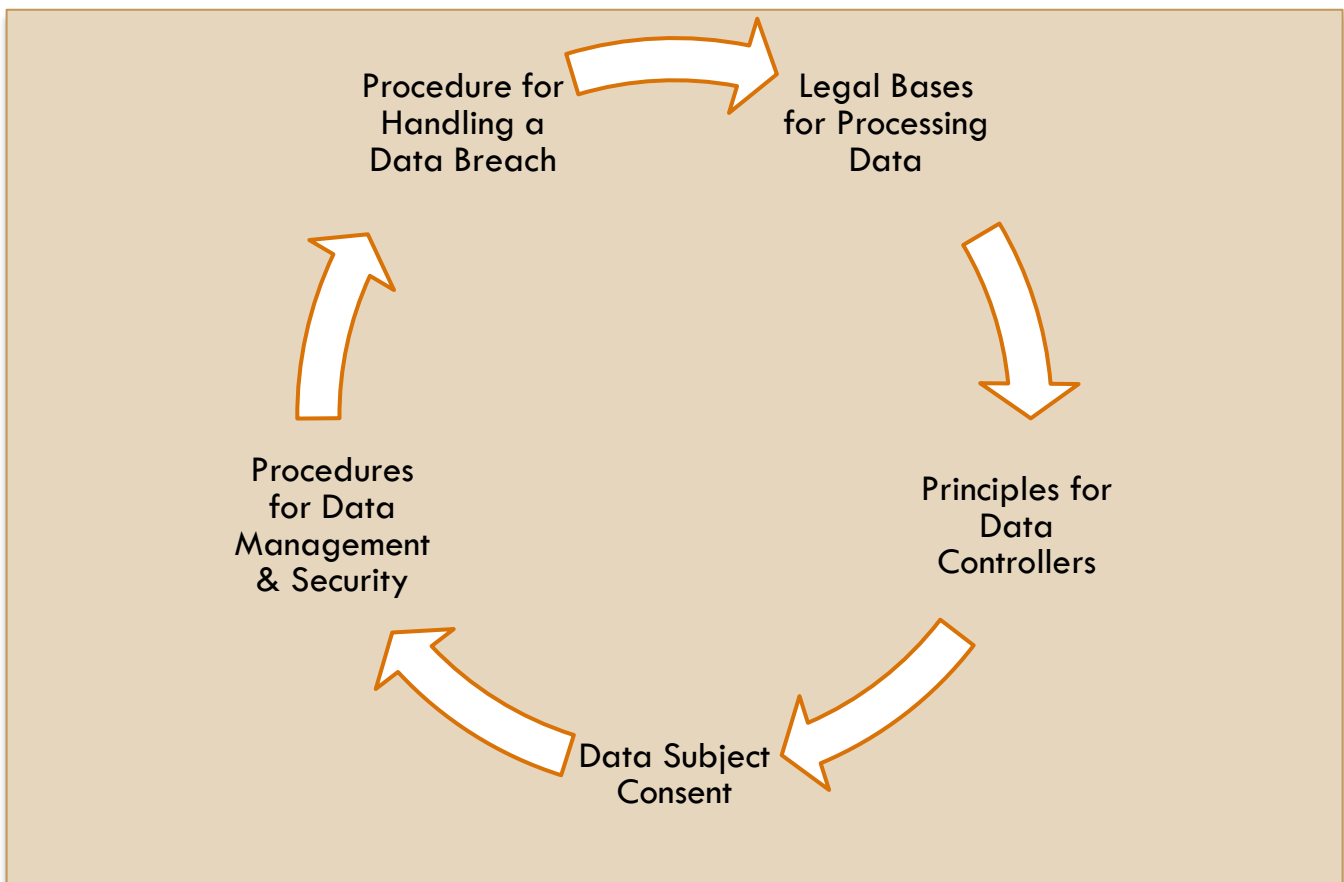 Procedure for
Handling a
Data Breach
Legal Bases
for Processing
Data
Principles for
Data
Controllers
Data Subject
Consent
Procedures
for Data
Management
& Security